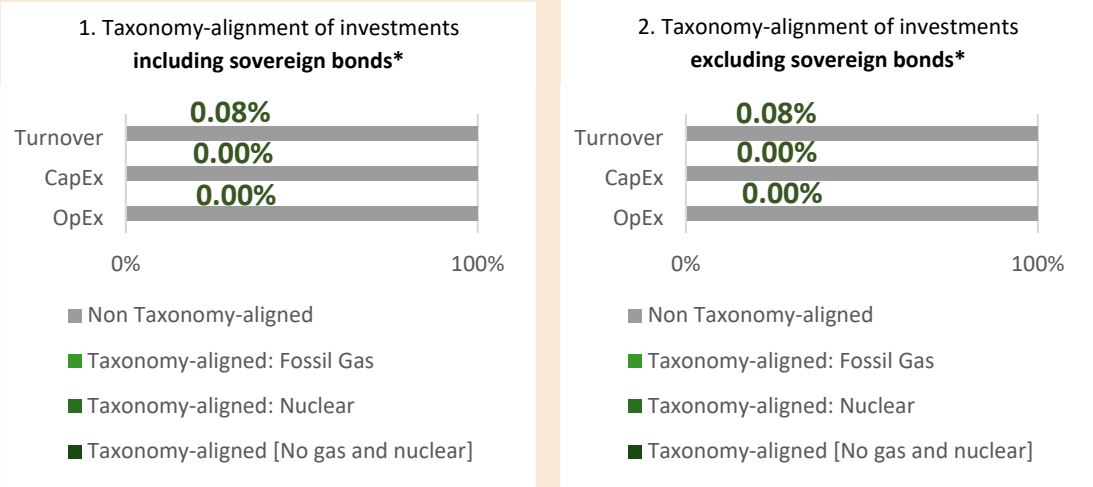 1. Taxonomy-alignment of investments
including sovereign bonds*
0.08%
Turnover
0.00%
CapEx
0.00%
OpEx
0% 100%
Non Taxonomy-aligned
Taxonomy-aligned: Fossil Gas
Taxonomy-aligned: Nuclear
Taxonomy-aligned [No gas and nuclear]
2. Taxonomy-alignment of investments
excluding sovereign bonds*
0.08%
Turnover
0.00%
CapEx
0.00%
OpEx
0% 100%
Non Taxonomy-aligned
Taxonomy-aligned: Fossil Gas
Taxonomy-aligned: Nuclear
Taxonomy-aligned [No gas and nuclear]